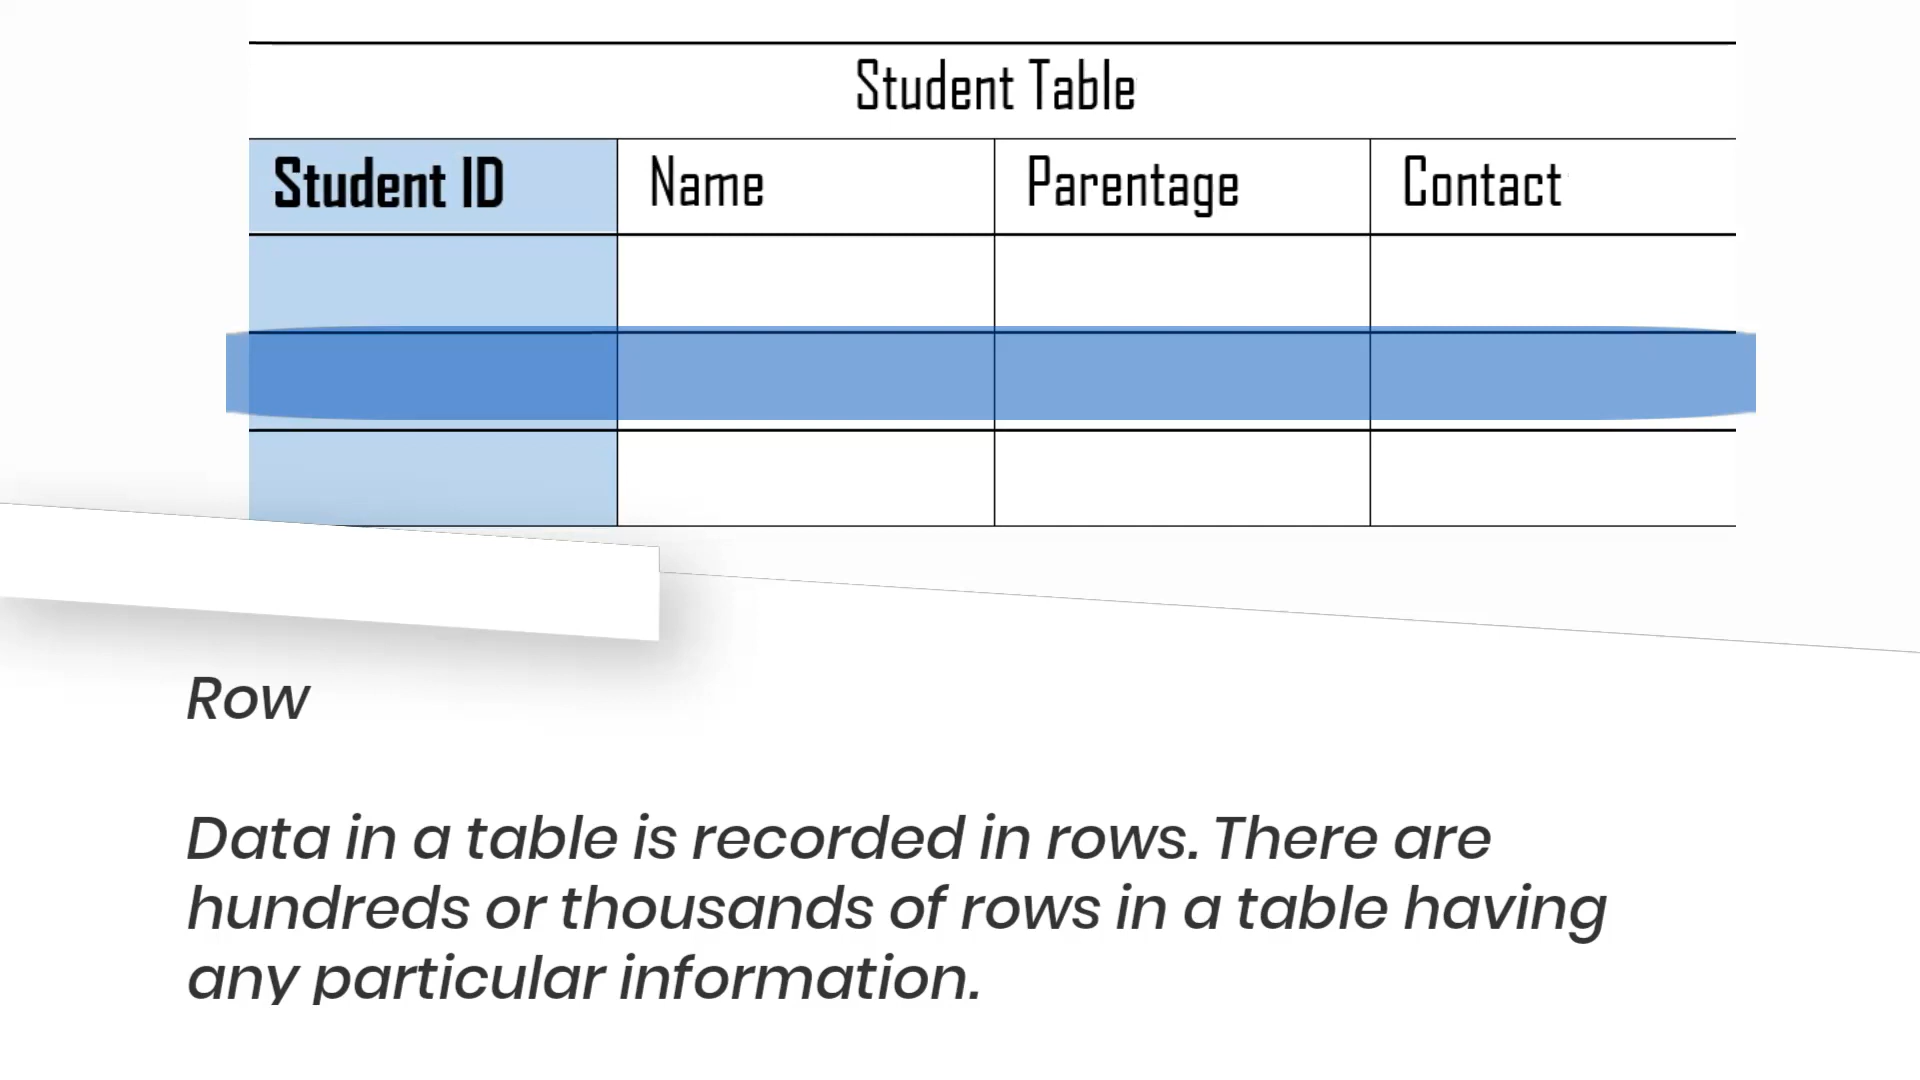 Student Table
Student ID Name Parentage Contact
Row
Data in a table is recorded in rows. There are
hundreds or thousands of rows in a table having
any particular information.